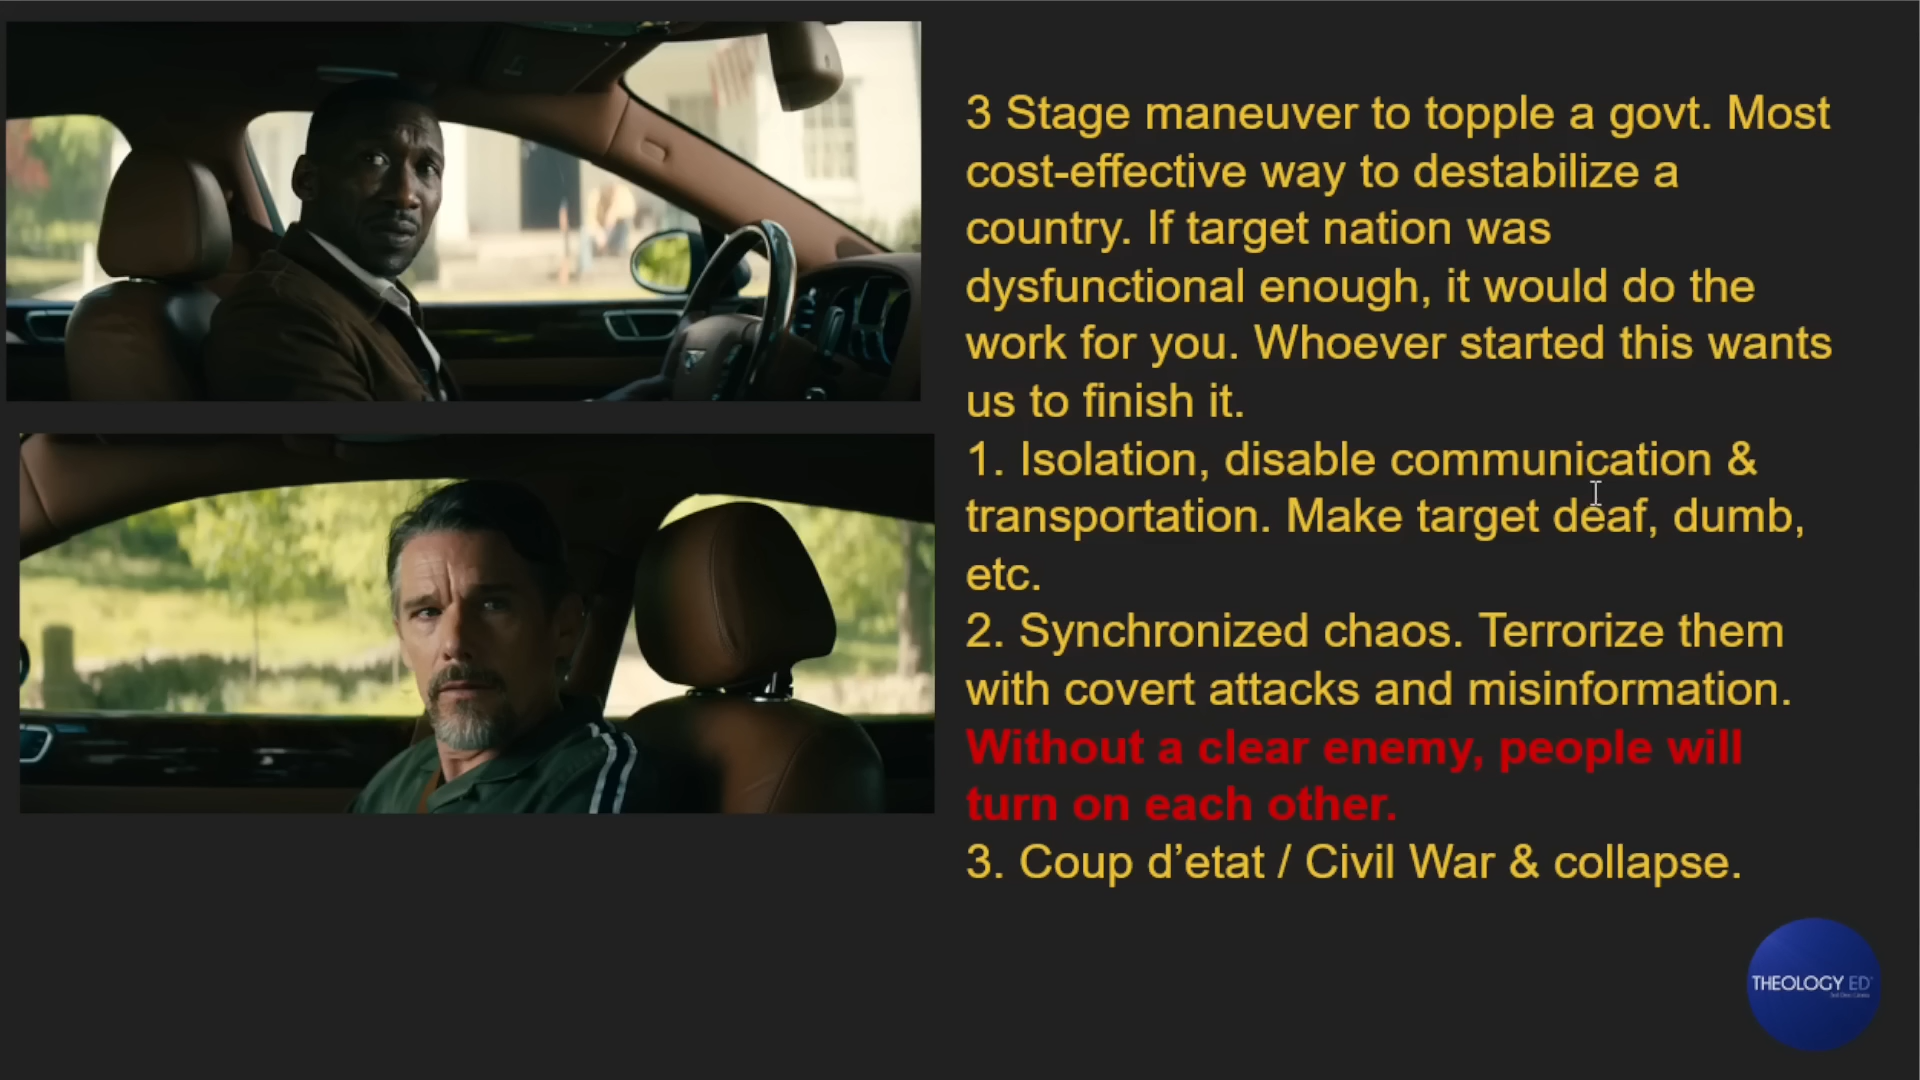 3 Stage maneuver to topple a govt. Most
cost-effective way to destabilize a
country. If target nation was
dysfunctional enough, it would do the
work for you. Whoever started this wants
us to finish it.
1. Isolation, disable communication &
transportation. Make target deaf, dumb,
etc.
2. Synchronized chaos. Terrorize them
with covert attacks and misinformation.
Without a clear enemy, people will
turn on each other.
3. Coup d’etat / Civil War & collapse.
THEOLOGY ED